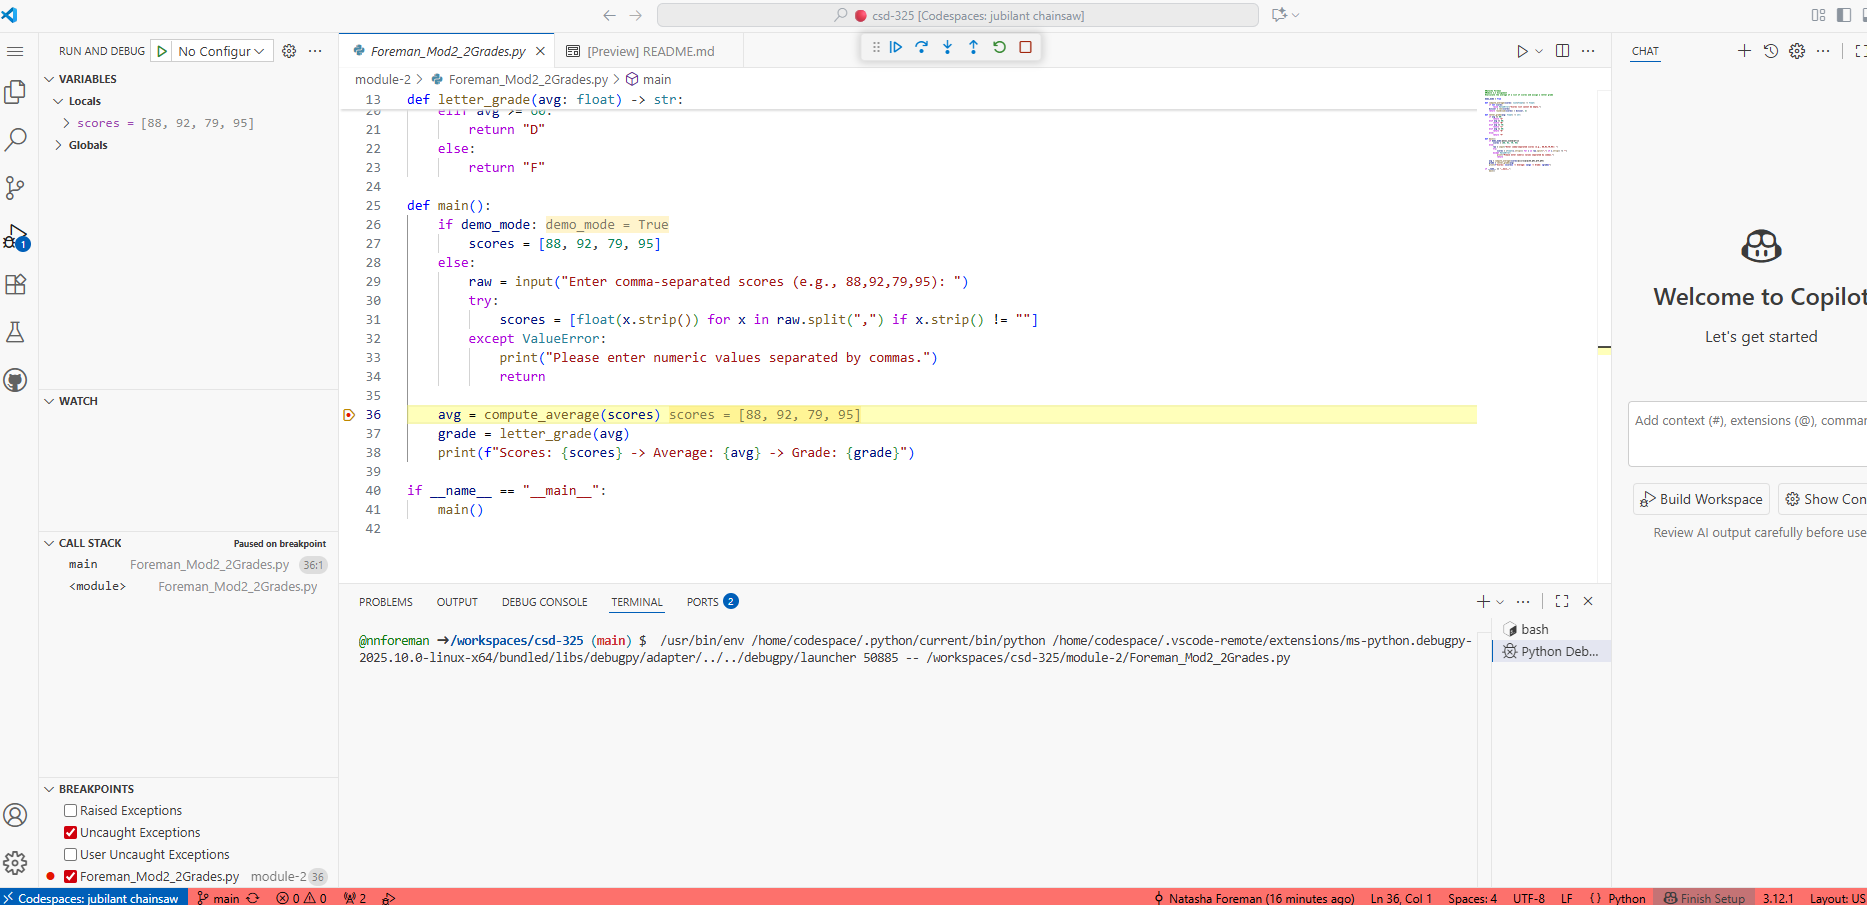 csd-325 [Codespaces: jubilant chainsaw]
RUN AND DEBUG
No Configur
VARIABLES
Locals
scores = [88, 92, 79, 95]
Globals
WATCH
CALL STACK
Paused on breakpoint
main Foreman_Mod2_2Grades.py 36:1
<module> Foreman_Mod2_2Grades.py
BREAKPOINTS
Raised Exceptions
Uncaught Exceptions
User Uncaught Exceptions
Foreman_Mod2_2Grades.py module-2 36
1
Foreman_Mod2_2Grades.py
[Preview] README.md
module-2 > Foreman_Mod2_2Grades.py > main
13 def letter_grade(avg: float) -> str:
20 elif avg >= 60:
21 return "D"
22 else:
23 return "F"
24
25 def main():
26 if demo_mode: demo_mode = True
27 scores = [88, 92, 79, 95]
28 else:
29 raw = input("Enter comma-separated scores (e.g., 88,92,79,95): ")
30 try:
31 scores = [float(x.strip()) for x in raw.split(",") if x.strip() != ""]
32 except ValueError:
33 print("Please enter numeric values separated by commas.")
34 return
35
36 avg = compute_average(scores) scores = [88, 92, 79, 95]
37 grade = letter_grade(avg)
38 print(f"Scores: {scores} -> Average: {avg} -> Grade: {grade}")
39
40 if __name__ == "__main__":
41 main()
42
PROBLEMS OUTPUT DEBUG CONSOLE TERMINAL PORTS 2
@nnforeman ➜/workspaces/csd-325 (main) $ /usr/bin/env /home/codespace/.python/current/bin/python /home/codespace/.vscode-remote/extensions/ms-python.debugpy-
2025.10.0-linux-x64/bundled/libs/debugpy/adapter/../../debugpy/launcher 50885 -- /workspaces/csd-325/module-2/Foreman_Mod2_2Grades.py
bash
Python Deb...
CHAT
Welcome to Copilot
Let's get started
Add context (#), extensions (@), commar
Build Workspace
Show Con
Review AI output carefully before use
Codespaces: jubilant chainsaw main 0 0 2
Natasha Foreman (16 minutes ago) Ln 36, Col 1 Spaces: 4 UTF-8 LF {} Python Finish Setup 3.12.1 Layout: US